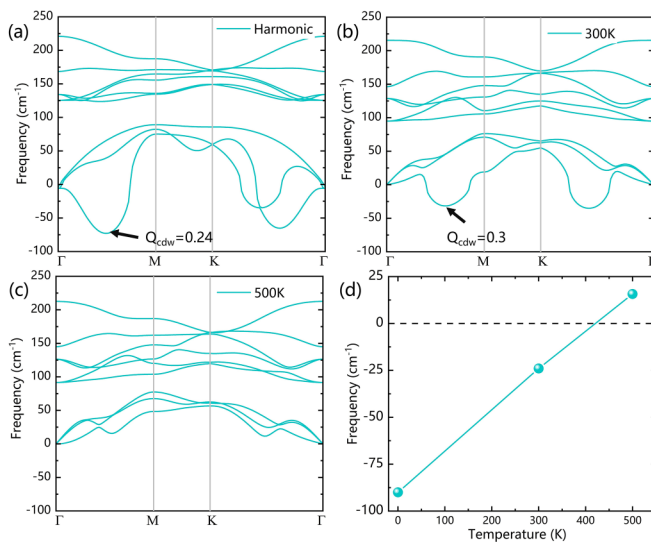 (a)
Harmonic
250
200
150
100
50
0
-50
-100
Frequency (cm⁻¹)
Q_cdw=0.24
Γ M K Γ
(b)
300K
250
200
150
100
50
0
-50
-100
Frequency (cm⁻¹)
Q_cdw=0.3
Γ M K Γ
(c)
500K
250
200
150
100
50
0
-50
-100
Frequency (cm⁻¹)
Γ M K Γ
(d)
25
0
-25
-50
-75
-100
Frequency (cm⁻¹)
0 100 200 300 400 500
Temperature (K)